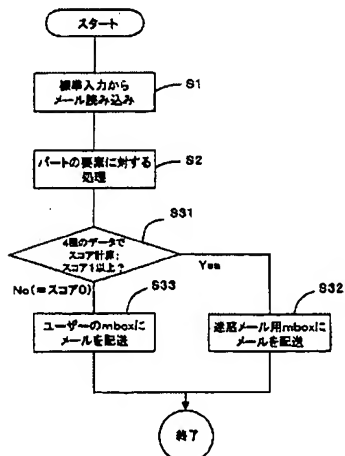 スタート
標準入力から
メール読み込み
S1
パートの要素に対する
処理
S2
S31
4種のデータで
スコア計算:
スコア1以上?
Yes
No(=スコア0)
S33
S32
ユーザーのmboxに
メールを配送
迷惑メール用mboxに
メールを配送
終了